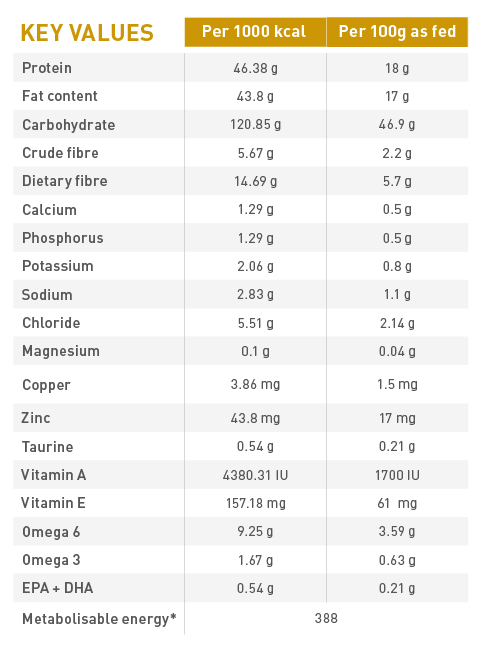 KEY VALUES Per 1000 kcal Per 100g as fed
Protein 46.38 g 18 g
Fat content 43.8 g 17 g
Carbohydrate 120.85 g 46.9 g
Crude fibre 5.67 g 2.2 g
Dietary fibre 14.69 g 5.7 g
Calcium 1.29 g 0.5 g
Phosphorus 1.29 g 0.5 g
Potassium 2.06 g 0.8 g
Sodium 2.83 g 1.1 g
Chloride 5.51 g 2.14 g
Magnesium 0.1 g 0.04 g
Copper 3.86 mg 1.5 mg
Zinc 43.8 mg 17 mg
Taurine 0.54 g 0.21 g
Vitamin A 4380.31 IU 1700 IU
Vitamin E 157.18 mg 61 mg
Omega 6 9.25 g 3.59 g
Omega 3 1.67 g 0.63 g
EPA + DHA 0.54 g 0.21 g
Metabolisable energy* 388